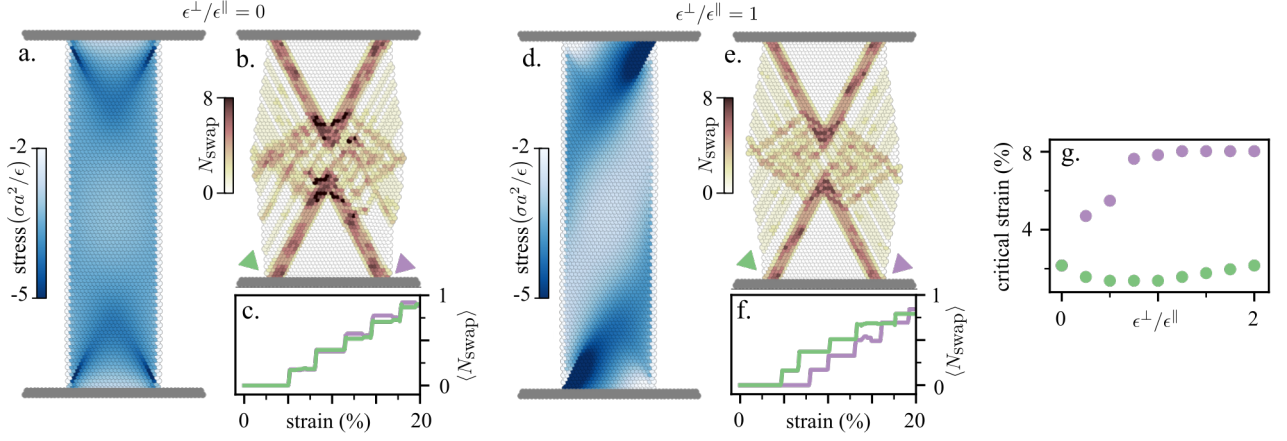 ϵ⊥/ϵ∥ = 0
ϵ⊥/ϵ∥ = 1
a.
stress(σa²/ϵ)
-2
-5
b.
N_swap
8
0
c.
1
0
⟨N_swap⟩
0
20
strain (%)
d.
stress(σa²/ϵ)
-2
-5
e.
N_swap
8
0
f.
1
0
⟨N_swap⟩
0
20
strain (%)
g.
critical strain (%)
8
4
0
2
ϵ⊥/ϵ∥